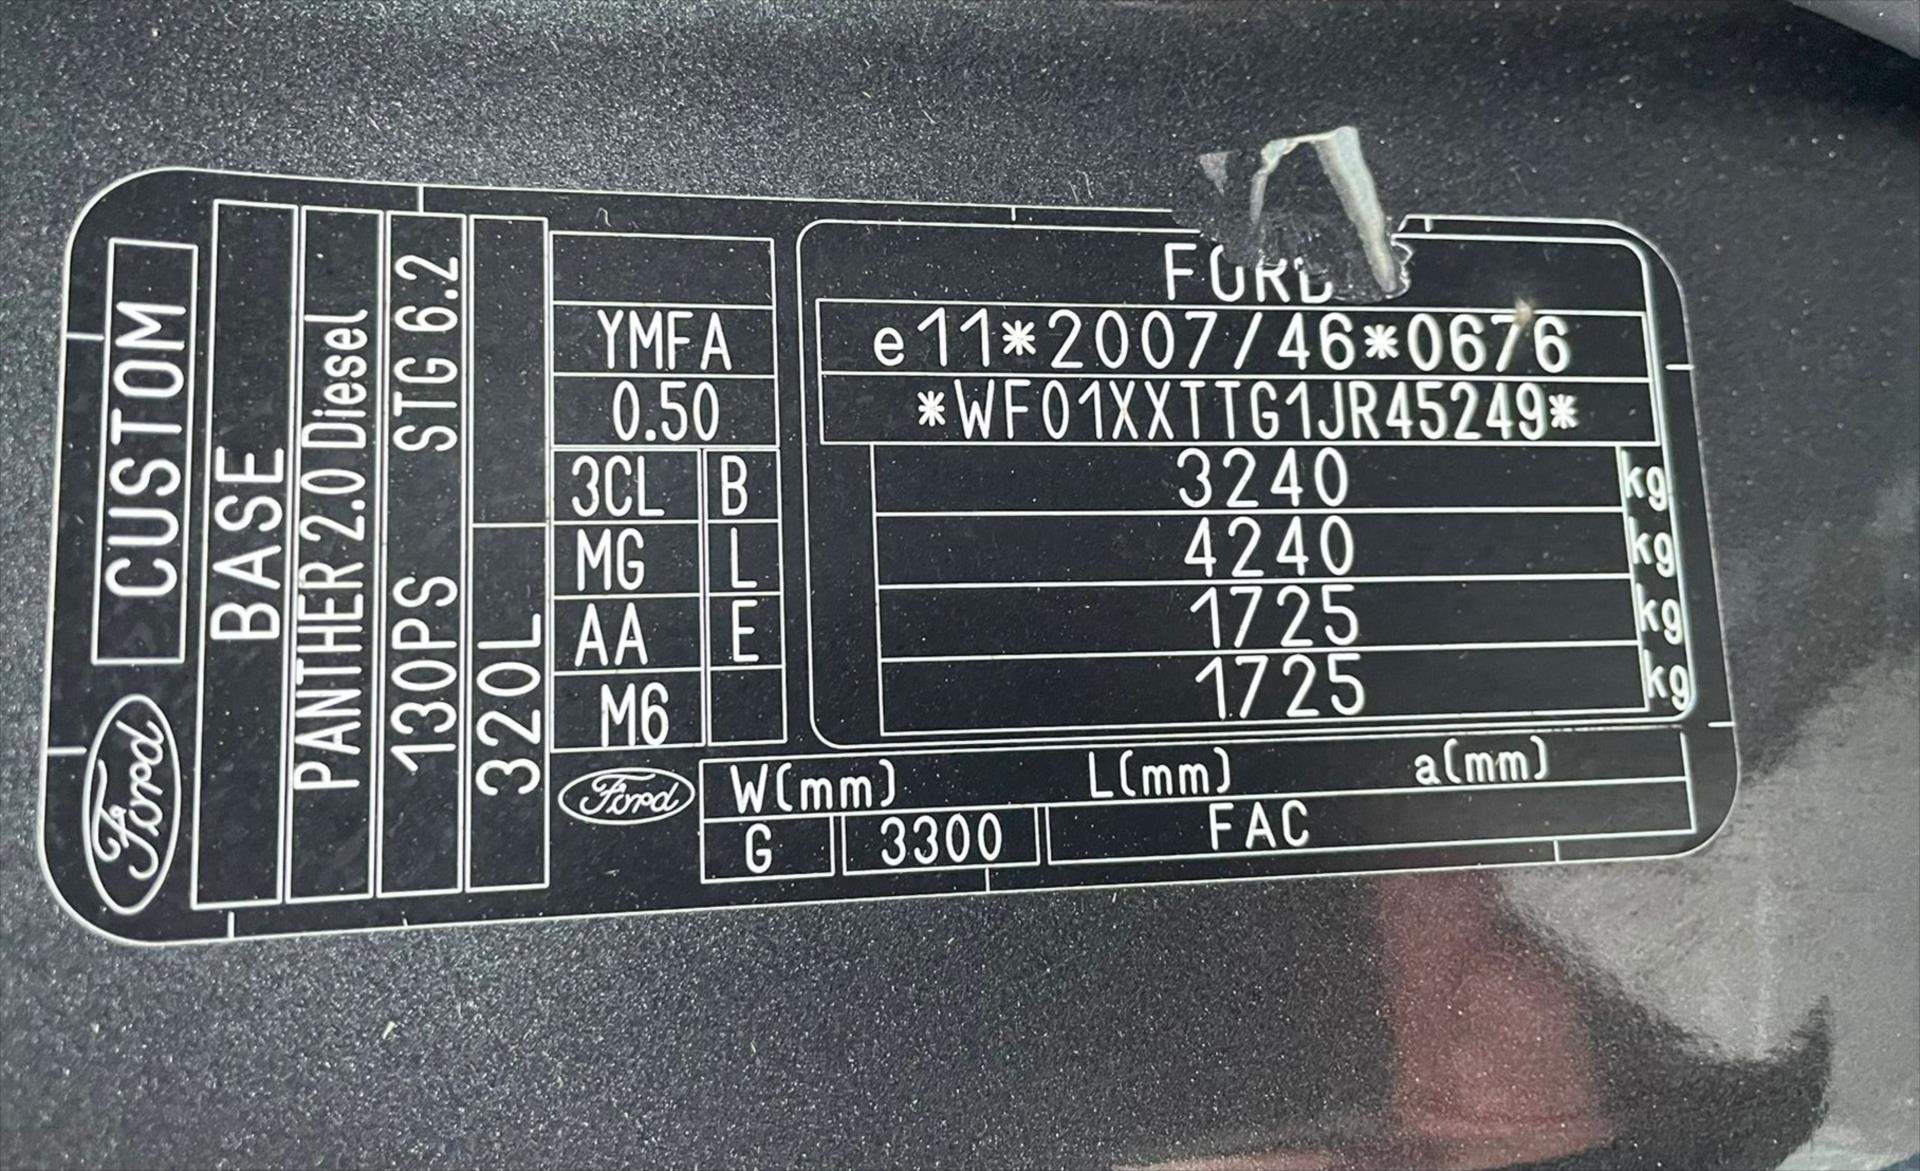 Ford CUSTOM
BASE
PANTHER 2.0 Diesel
130PS STG 6.2
320L
YMFA
0.50
3CL B
MG L
AA E
M6
Ford
FORD
e11*2007/46*0676
*WF01XXTTG1JR45249*
3240 kg
4240 kg
1725 kg
1725 kg
W(mm) L(mm) a(mm)
G 3300 FAC